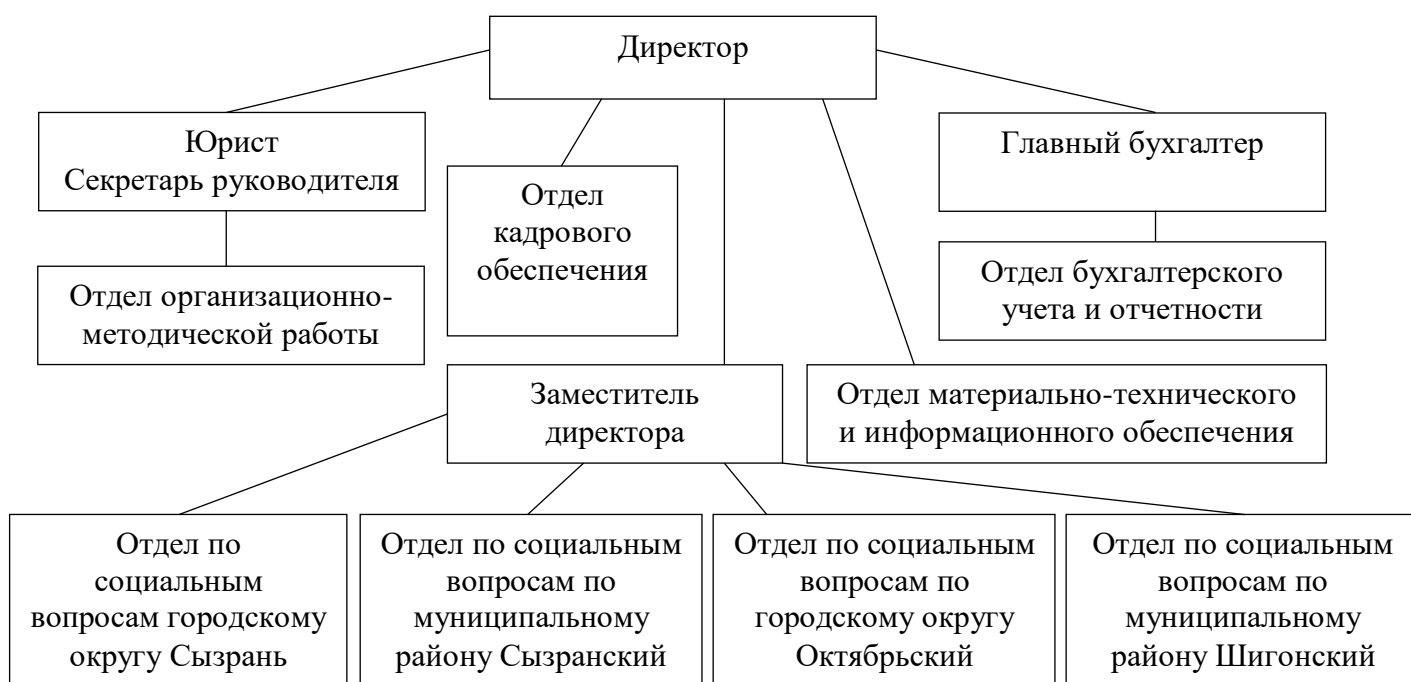 Директор
Юрист
Секретарь руководителя
Отдел
кадрового
обеспечения
Главный бухгалтер
Отдел организационно-
методической работы
Отдел бухгалтерского
учета и отчетности
Заместитель
директора
Отдел материально-технического
и информационного обеспечения
Отдел по
социальным
вопросам городскому
округу Сызрань
Отдел по социальным
вопросам по
муниципальному
району Сызранский
Отдел по социальным
вопросам по
городскому округу
Октябрьский
Отдел по социальным
вопросам по
муниципальному
району Шигонский